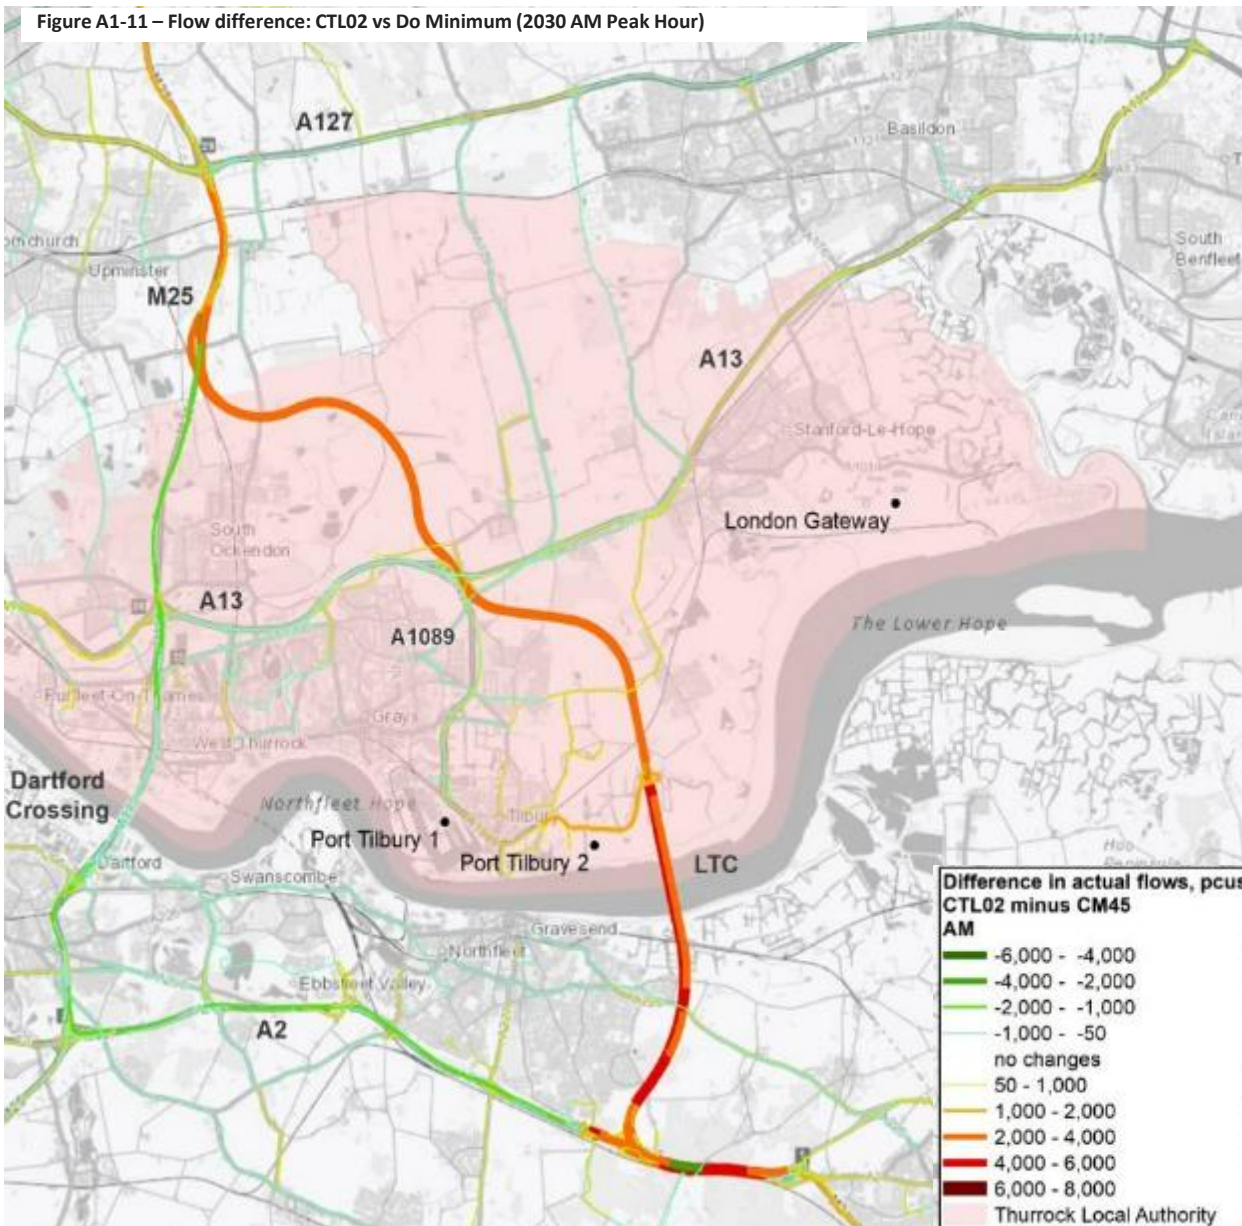 Figure A1-11 – Flow difference: CTL02 vs Do Minimum (2030 AM Peak Hour)
A127
A127
Basildon
Upminster
M25
South
Benfleet
A13
Stanford-Le-Hope
London Gateway
South
Ockendon
A13
A1089
The Lower Hope
Purfleet-On-Thames
Grays
West Thurrock
Dartford
Crossing
Northfleet Hope
Port Tilbury 1
Port Tilbury 2
LTC
Dartford
Swanscombe
Gravesend
Northfleet
Ebbsfleet Valley
A2
Difference in actual flows, pcus
CTL02 minus CM45
AM
-6,000 - -4,000
-4,000 - -2,000
-2,000 - -1,000
-1,000 - -50
no changes
50 - 1,000
1,000 - 2,000
2,000 - 4,000
4,000 - 6,000
6,000 - 8,000
Thurrock Local Authority